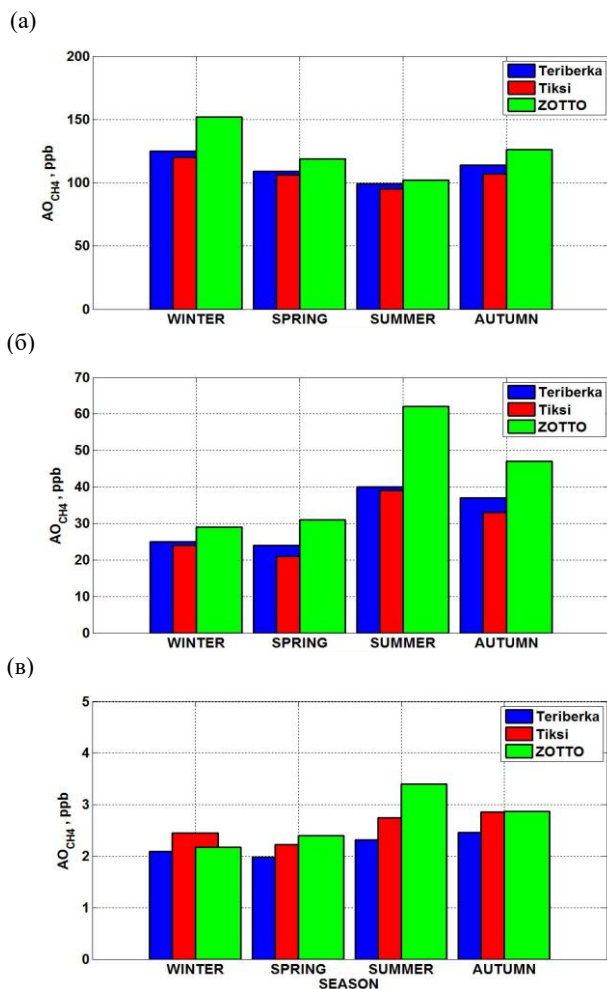 (а)
200
150
100
50
0
AO_CH4 , ppb
Teriberka
Tiksi
ZOTTO
WINTER SPRING SUMMER AUTUMN
(б)
70
60
50
40
30
20
10
0
AO_CH4 , ppb
Teriberka
Tiksi
ZOTTO
WINTER SPRING SUMMER AUTUMN
(в)
5
4
3
2
1
0
AO_CH4 , ppb
Teriberka
Tiksi
ZOTTO
WINTER SPRING SUMMER AUTUMN
SEASON